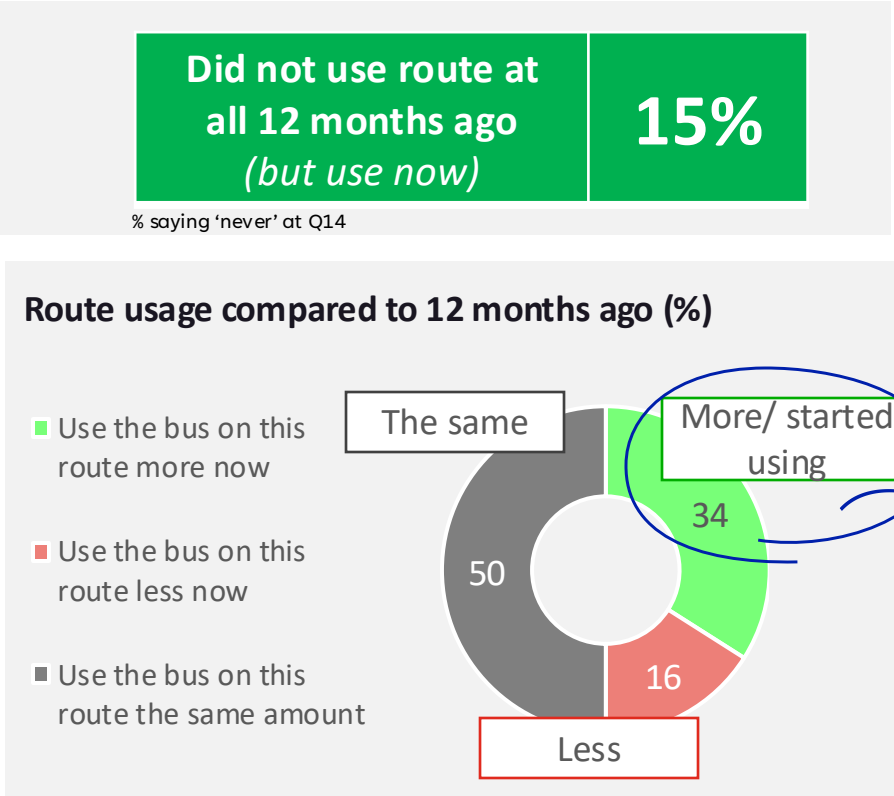 Did not use route at
all 12 months ago
(but use now)
15%
% saying ‘never’ at Q14
Route usage compared to 12 months ago (%)
Use the bus on this
route more now
Use the bus on this
route less now
Use the bus on this
route the same amount
The same
More/ started
using
34
50
16
Less